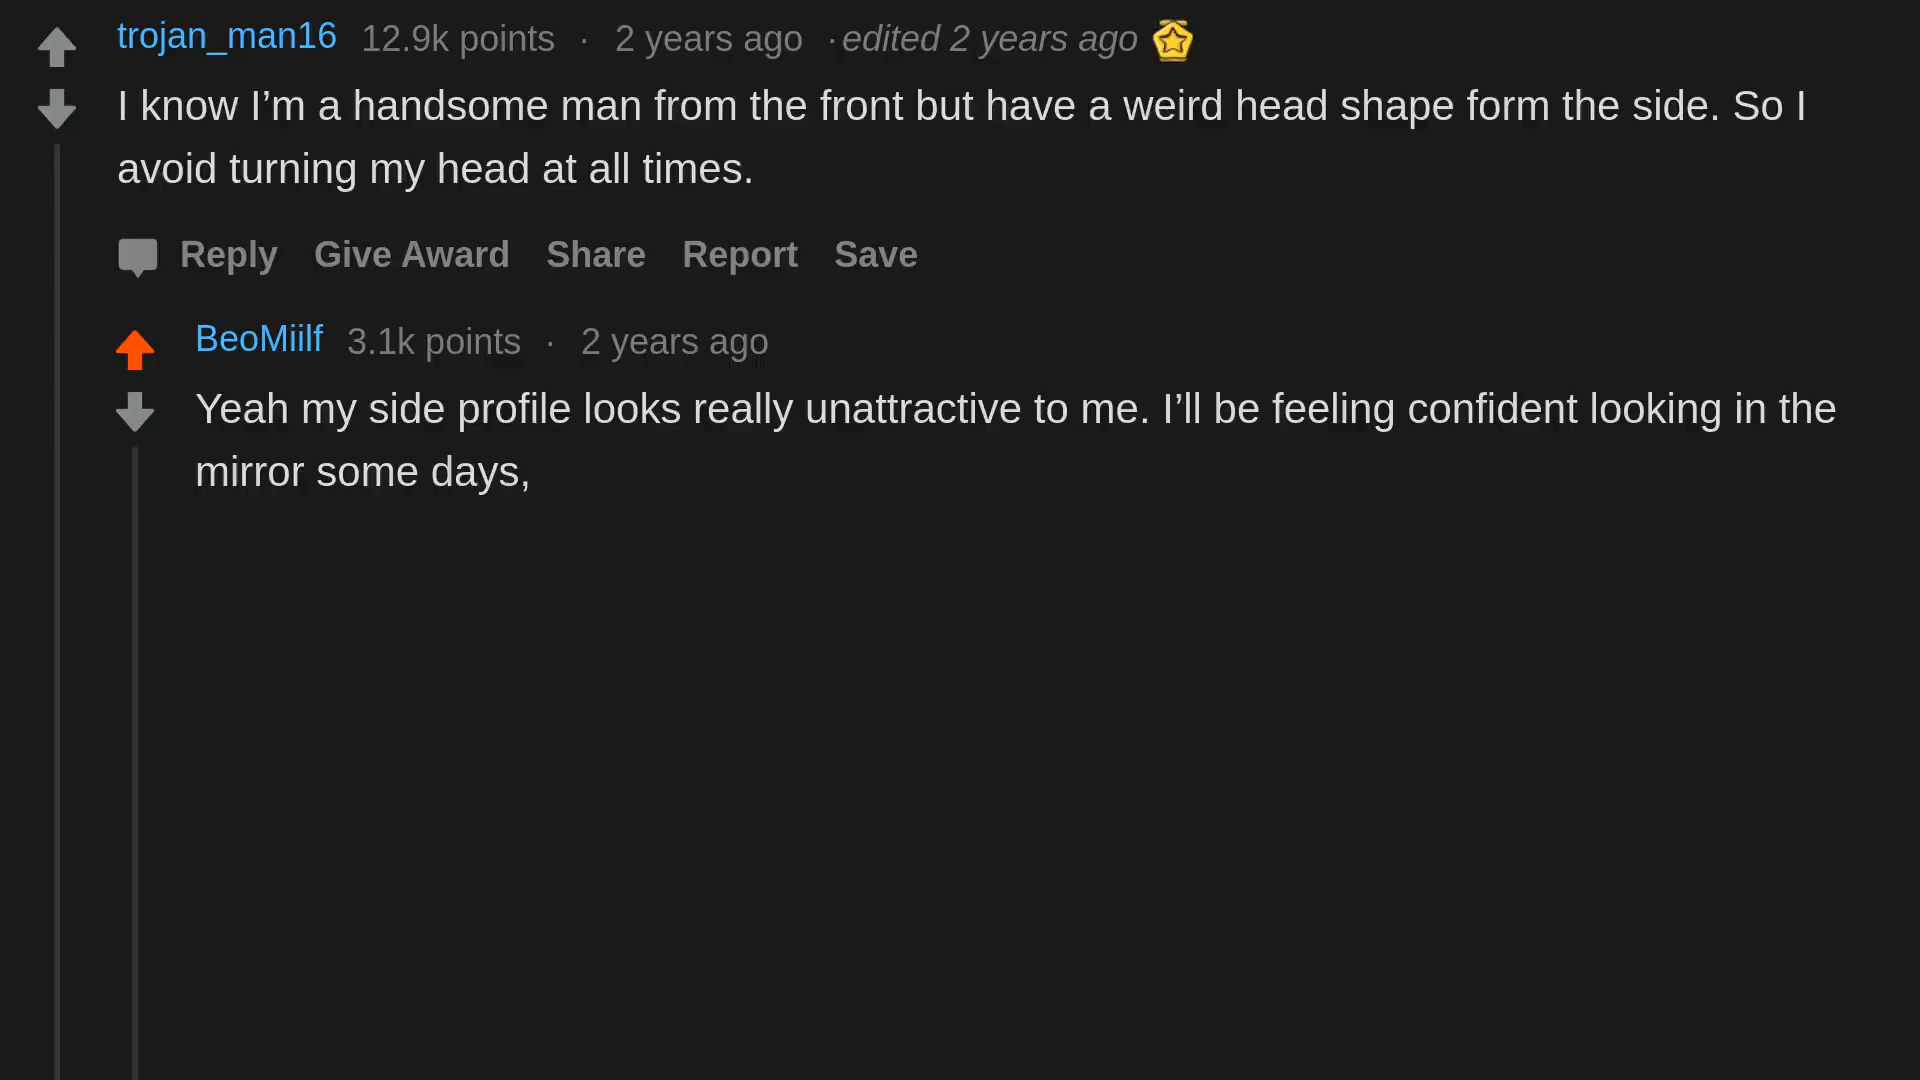 trojan_man16 12.9k points · 2 years ago · edited 2 years ago
I know I’m a handsome man from the front but have a weird head shape form the side. So I
avoid turning my head at all times.
Reply Give Award Share Report Save
BeoMiilf 3.1k points · 2 years ago
Yeah my side profile looks really unattractive to me. I’ll be feeling confident looking in the
mirror some days,